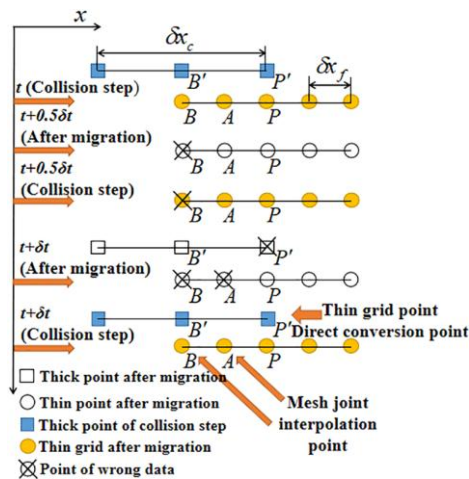 x
δx_c
δx_f
B′ P′
t (Collision step)
B A P
t+0.5δt
(After migration)
B A P
t+0.5δt
(Collision step)
B A P
t+δt
(After migration)
B′ P′
B A P
t+δt
(Collision step)
B′ P′
Thin grid point
Direct conversion point
B A P
Thick point after migration
Thin point after migration
Thick point of collision step
Thin grid after migration
Point of wrong data
Mesh joint
interpolation
point